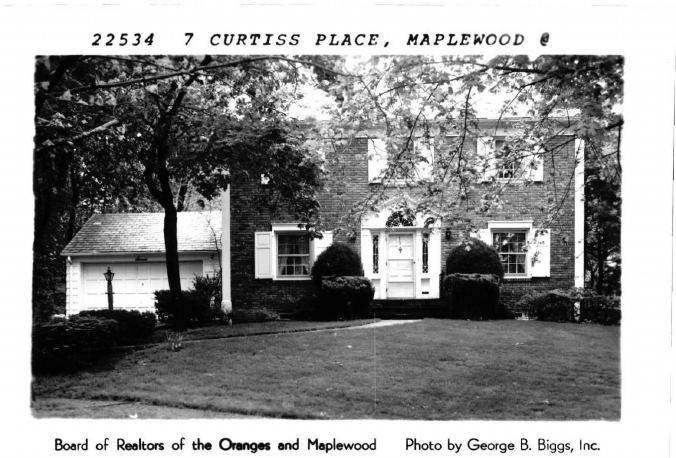 22534 7 CURTISS PLACE, MAPLEWOOD @
Board of Realtors of the Oranges and Maplewood Photo by George B. Biggs, Inc.